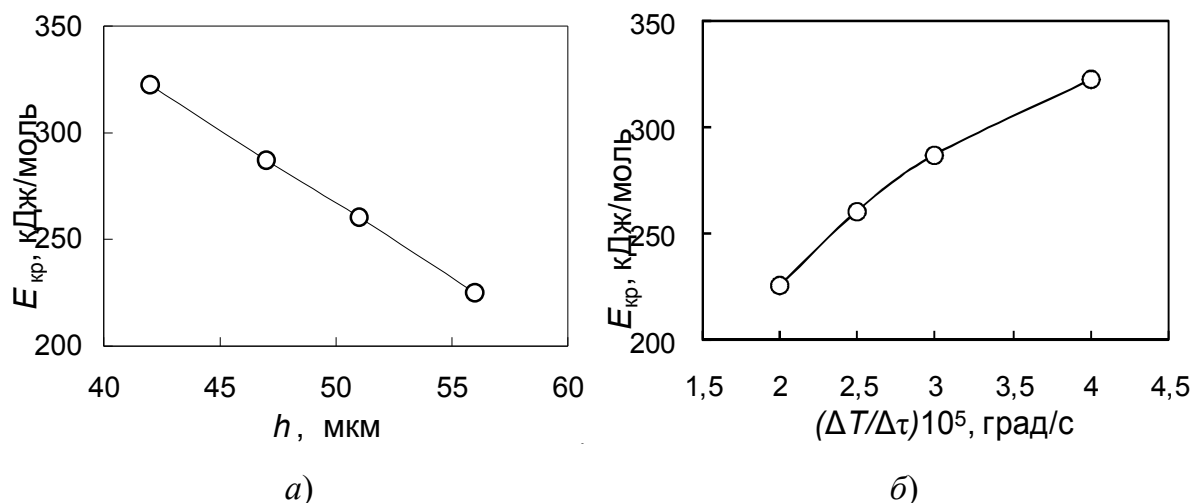 350
300
250
200
E кр, кДж/моль
40 45 50 55 60
h , мкм
а)
350
300
250
200
E кр, кДж/моль
1,5 2 2,5 3 3,5 4 4,5
(ΔT/Δτ)10⁵, град/с
б)